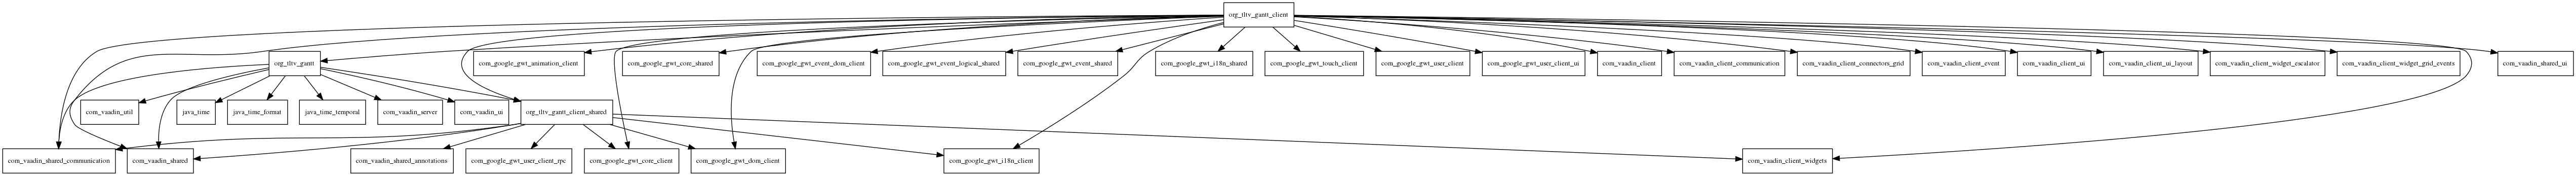 org_tltv_gantt_client
org_tltv_gantt
com_google_gwt_animation_client
com_google_gwt_core_shared
com_google_gwt_event_dom_client
com_google_gwt_event_logical_shared
com_google_gwt_event_shared
com_google_gwt_i18n_shared
com_google_gwt_touch_client
com_google_gwt_user_client
com_google_gwt_user_client_ui
com_vaadin_client
com_vaadin_client_communication
com_vaadin_client_connectors_grid
com_vaadin_client_event
com_vaadin_client_ui
com_vaadin_client_ui_layout
com_vaadin_client_widget_escalator
com_vaadin_client_widget_grid_events
com_vaadin_shared_ui
com_vaadin_util
java_time
java_time_format
java_time_temporal
com_vaadin_server
com_vaadin_ui
org_tltv_gantt_client_shared
com_vaadin_shared_communication
com_vaadin_shared
com_vaadin_shared_annotations
com_google_gwt_user_client_rpc
com_google_gwt_core_client
com_google_gwt_dom_client
com_google_gwt_i18n_client
com_vaadin_client_widgets